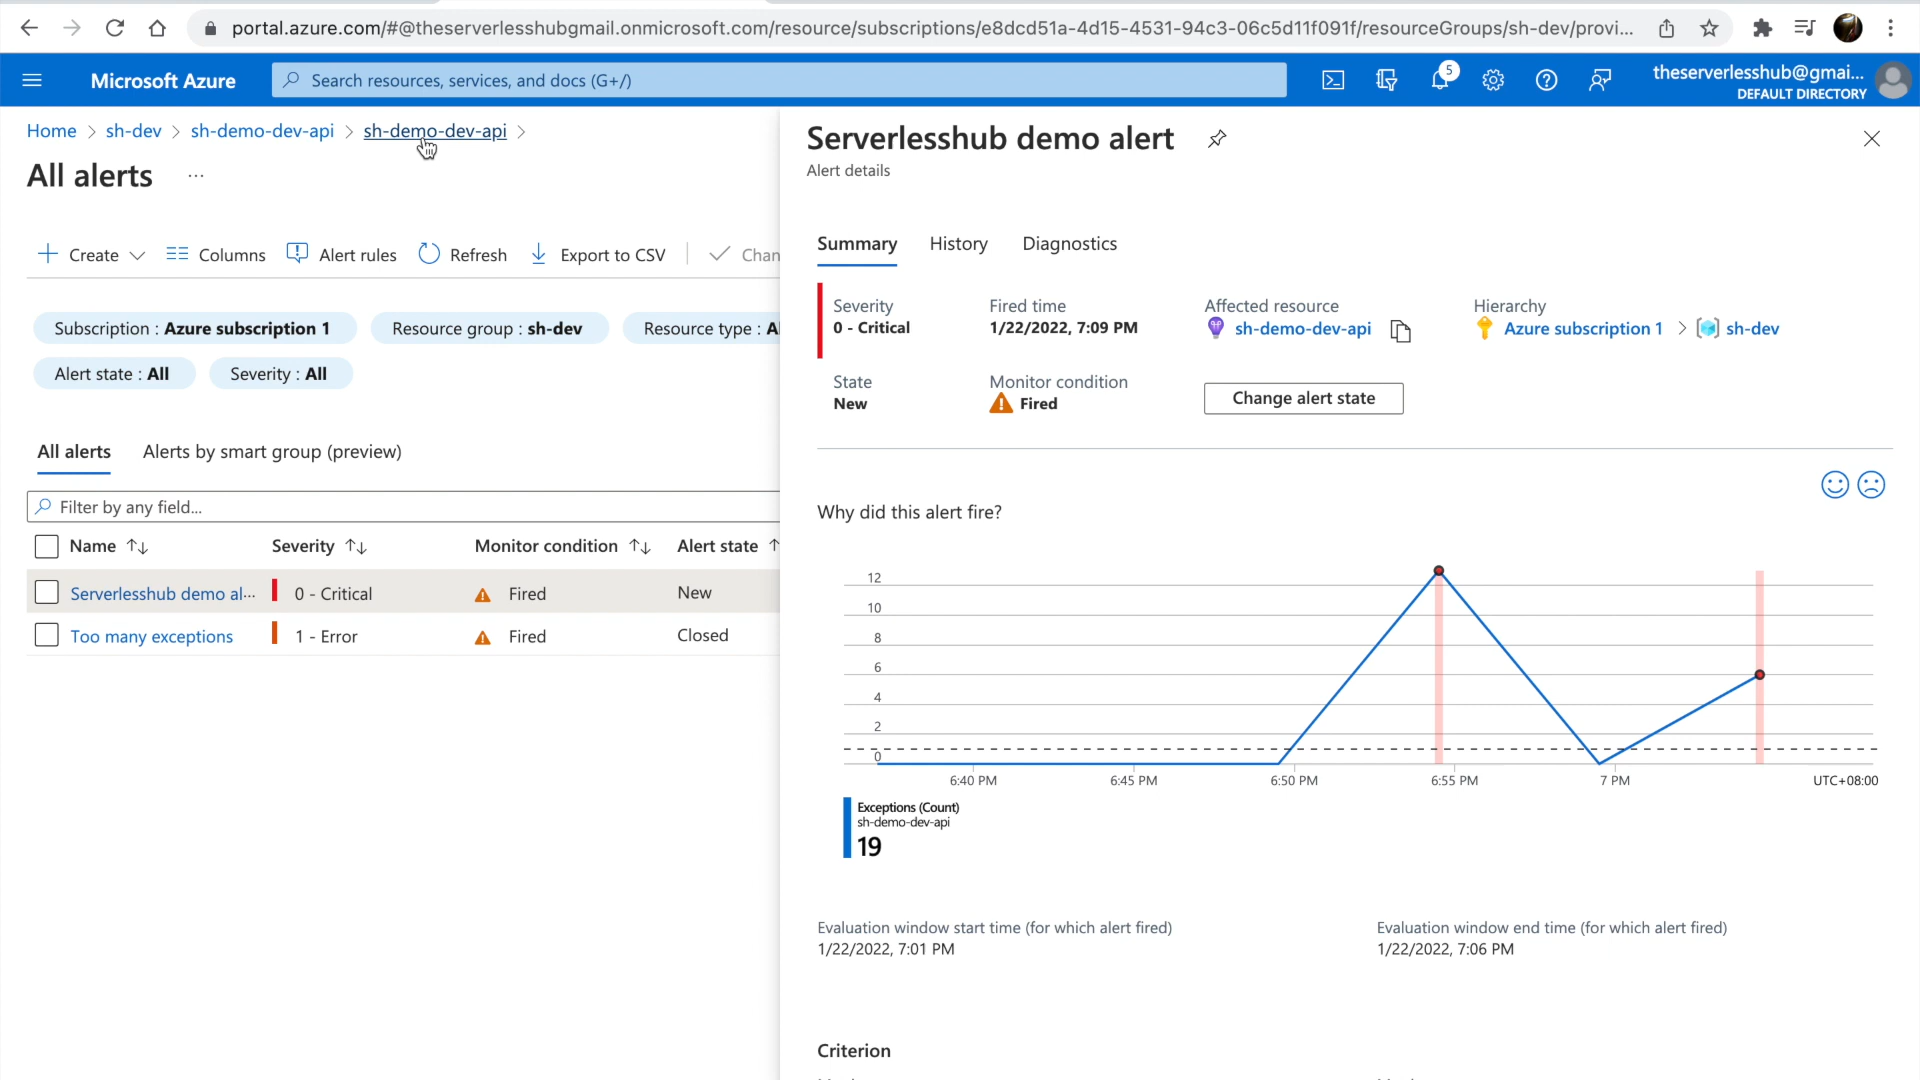 portal.azure.com/#@theserverlesshubgmail.onmicrosoft.com/resource/subscriptions/e8dcd51a-4d15-4531-94c3-06c5d11f091f/resourceGroups/sh-dev/provi...
Microsoft Azure
Search resources, services, and docs (G+/)
5
theserverlesshub@gmai...
DEFAULT DIRECTORY
Home > sh-dev > sh-demo-dev-api > sh-demo-dev-api >
All alerts ...
Create
Columns
Alert rules
Refresh
Export to CSV
Chan
Subscription : Azure subscription 1
Resource group : sh-dev
Resource type : Al
Alert state : All
Severity : All
All alerts
Alerts by smart group (preview)
Filter by any field...
Name
Severity
Monitor condition
Alert state
Serverlesshub demo al...
0 - Critical
Fired
New
Too many exceptions
1 - Error
Fired
Closed
Serverlesshub demo alert
Alert details
Summary
History
Diagnostics
Severity
0 - Critical
Fired time
1/22/2022, 7:09 PM
Affected resource
sh-demo-dev-api
Hierarchy
Azure subscription 1 > sh-dev
State
New
Monitor condition
Fired
Change alert state
Why did this alert fire?
12
10
8
6
4
2
0
6:40 PM
6:45 PM
6:50 PM
6:55 PM
7 PM
UTC+08:00
Exceptions (Count)
sh-demo-dev-api
19
Evaluation window start time (for which alert fired)
1/22/2022, 7:01 PM
Evaluation window end time (for which alert fired)
1/22/2022, 7:06 PM
Criterion